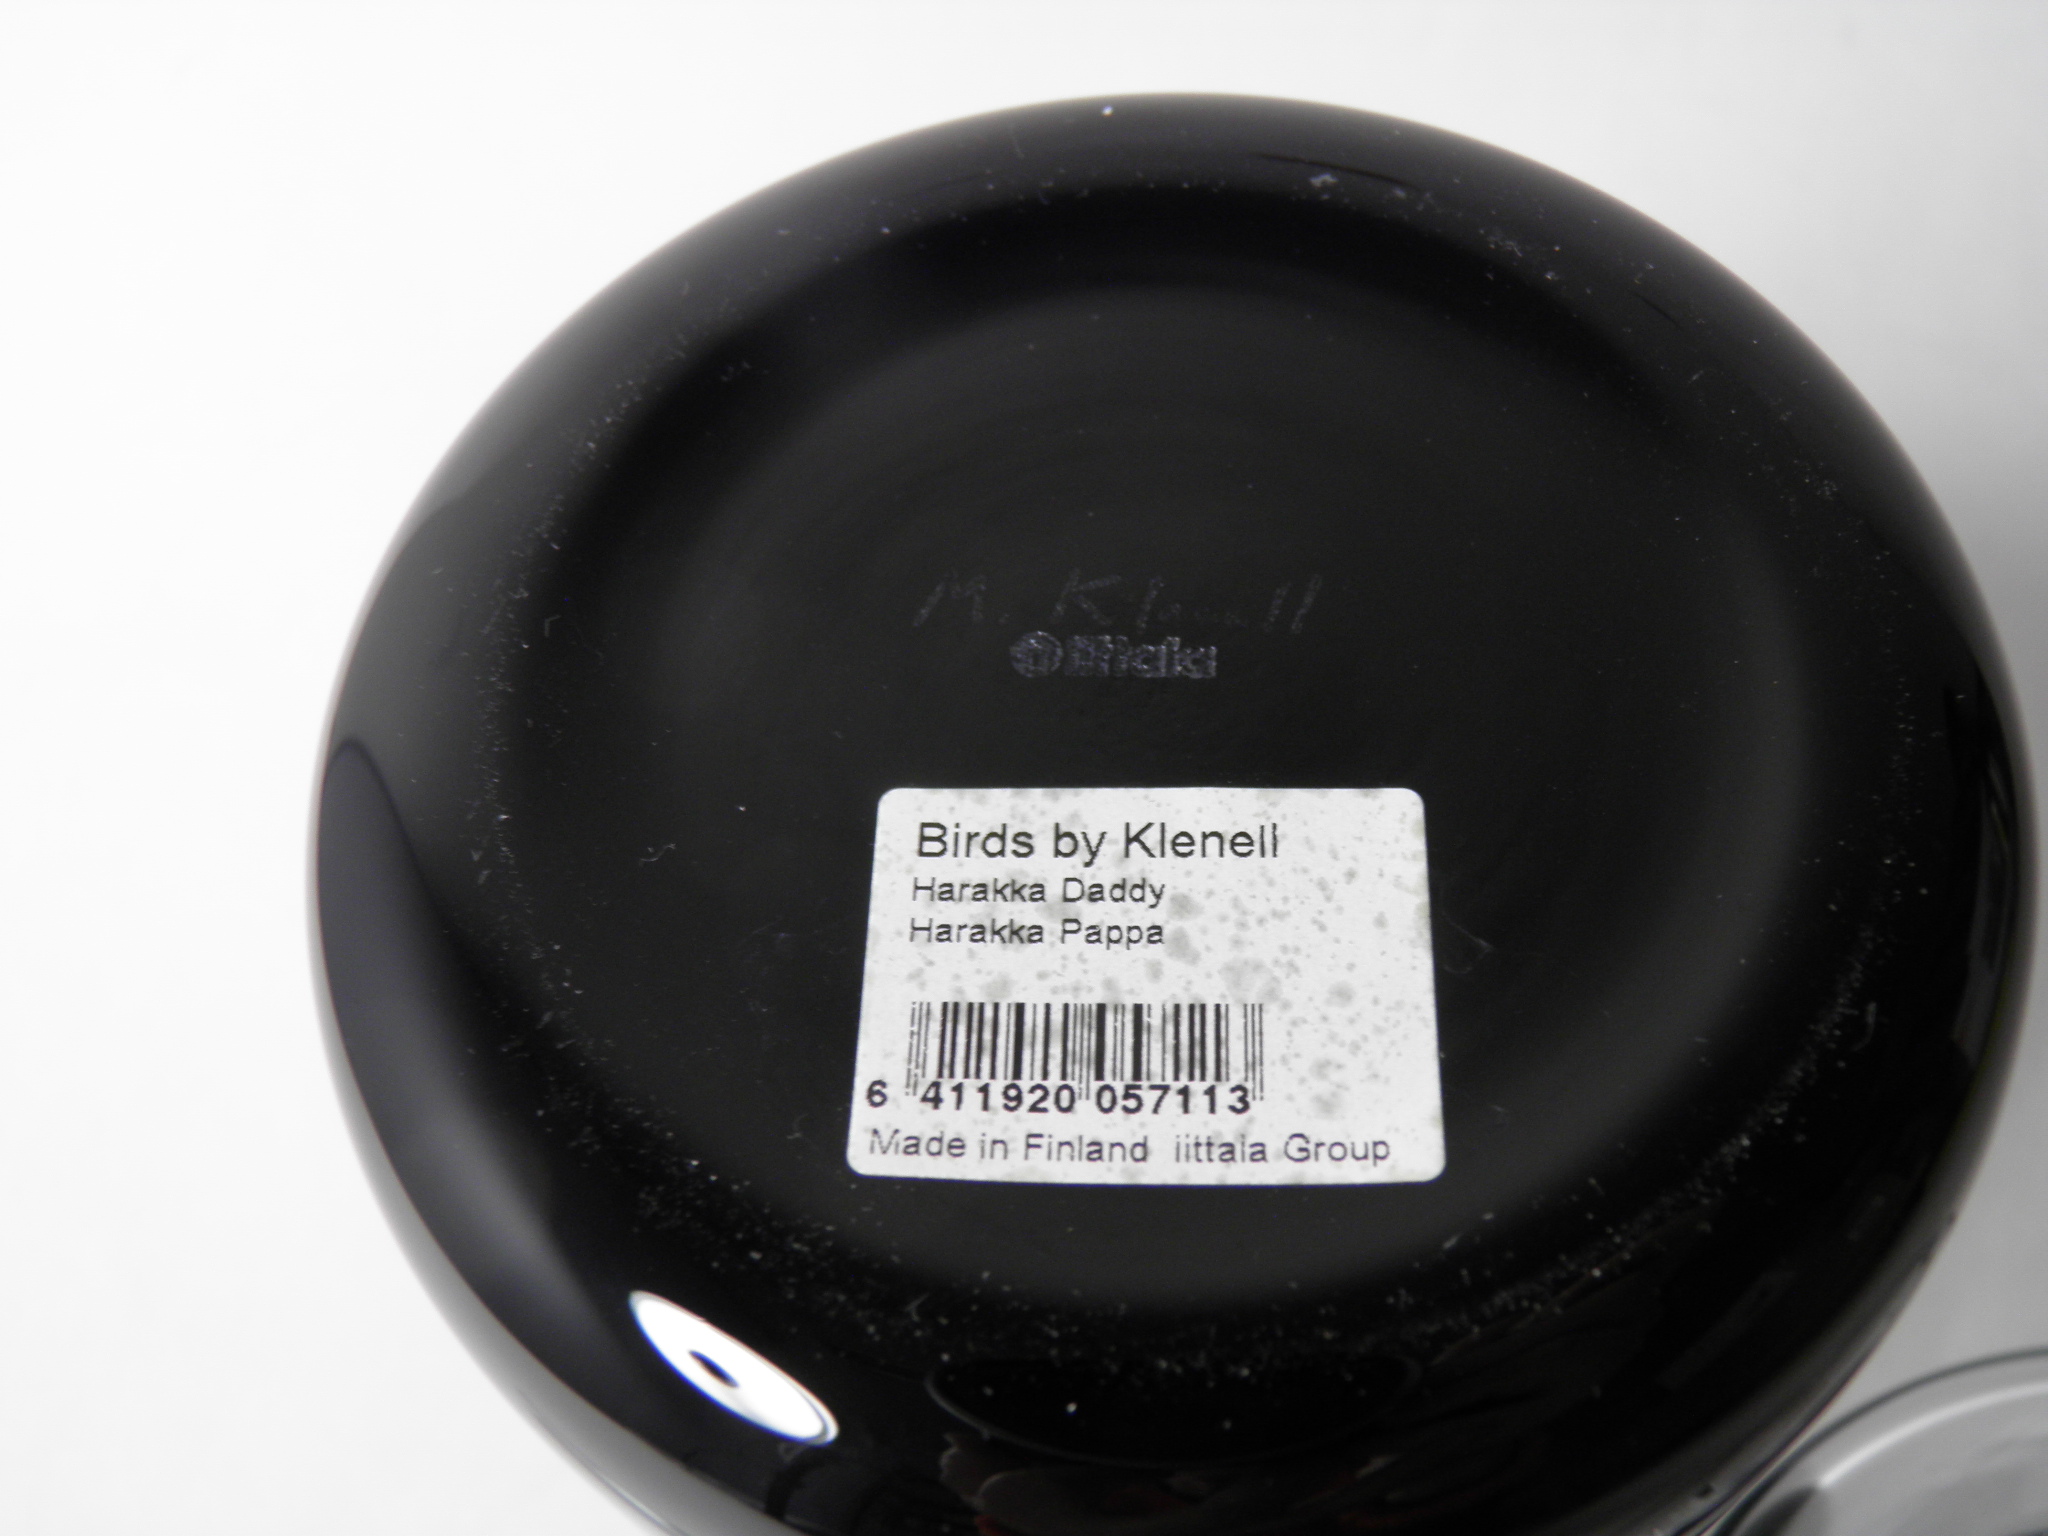 M. Klenell
iittala
Birds by Klenell
Harakka Daddy
Harakka Pappa
6 411920 057113
Made in Finland iittala Group